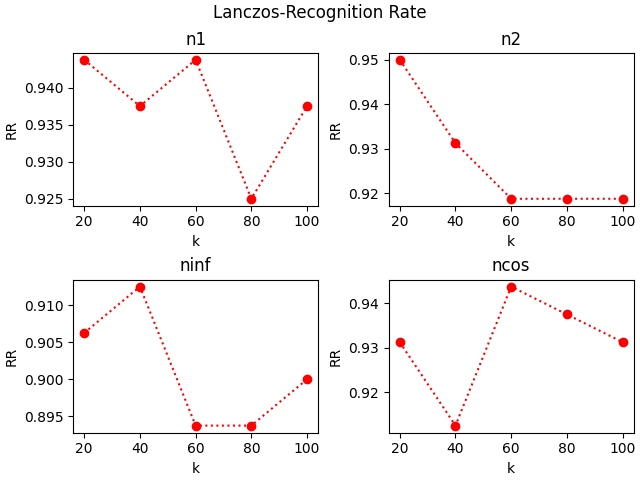 Lanczos-Recognition Rate
n1
0.940
0.935
0.930
0.925
RR
20 40 60 80 100
k
n2
0.95
0.94
0.93
0.92
RR
20 40 60 80 100
k
ninf
0.910
0.905
0.900
0.895
RR
20 40 60 80 100
k
ncos
0.94
0.93
0.92
RR
20 40 60 80 100
k